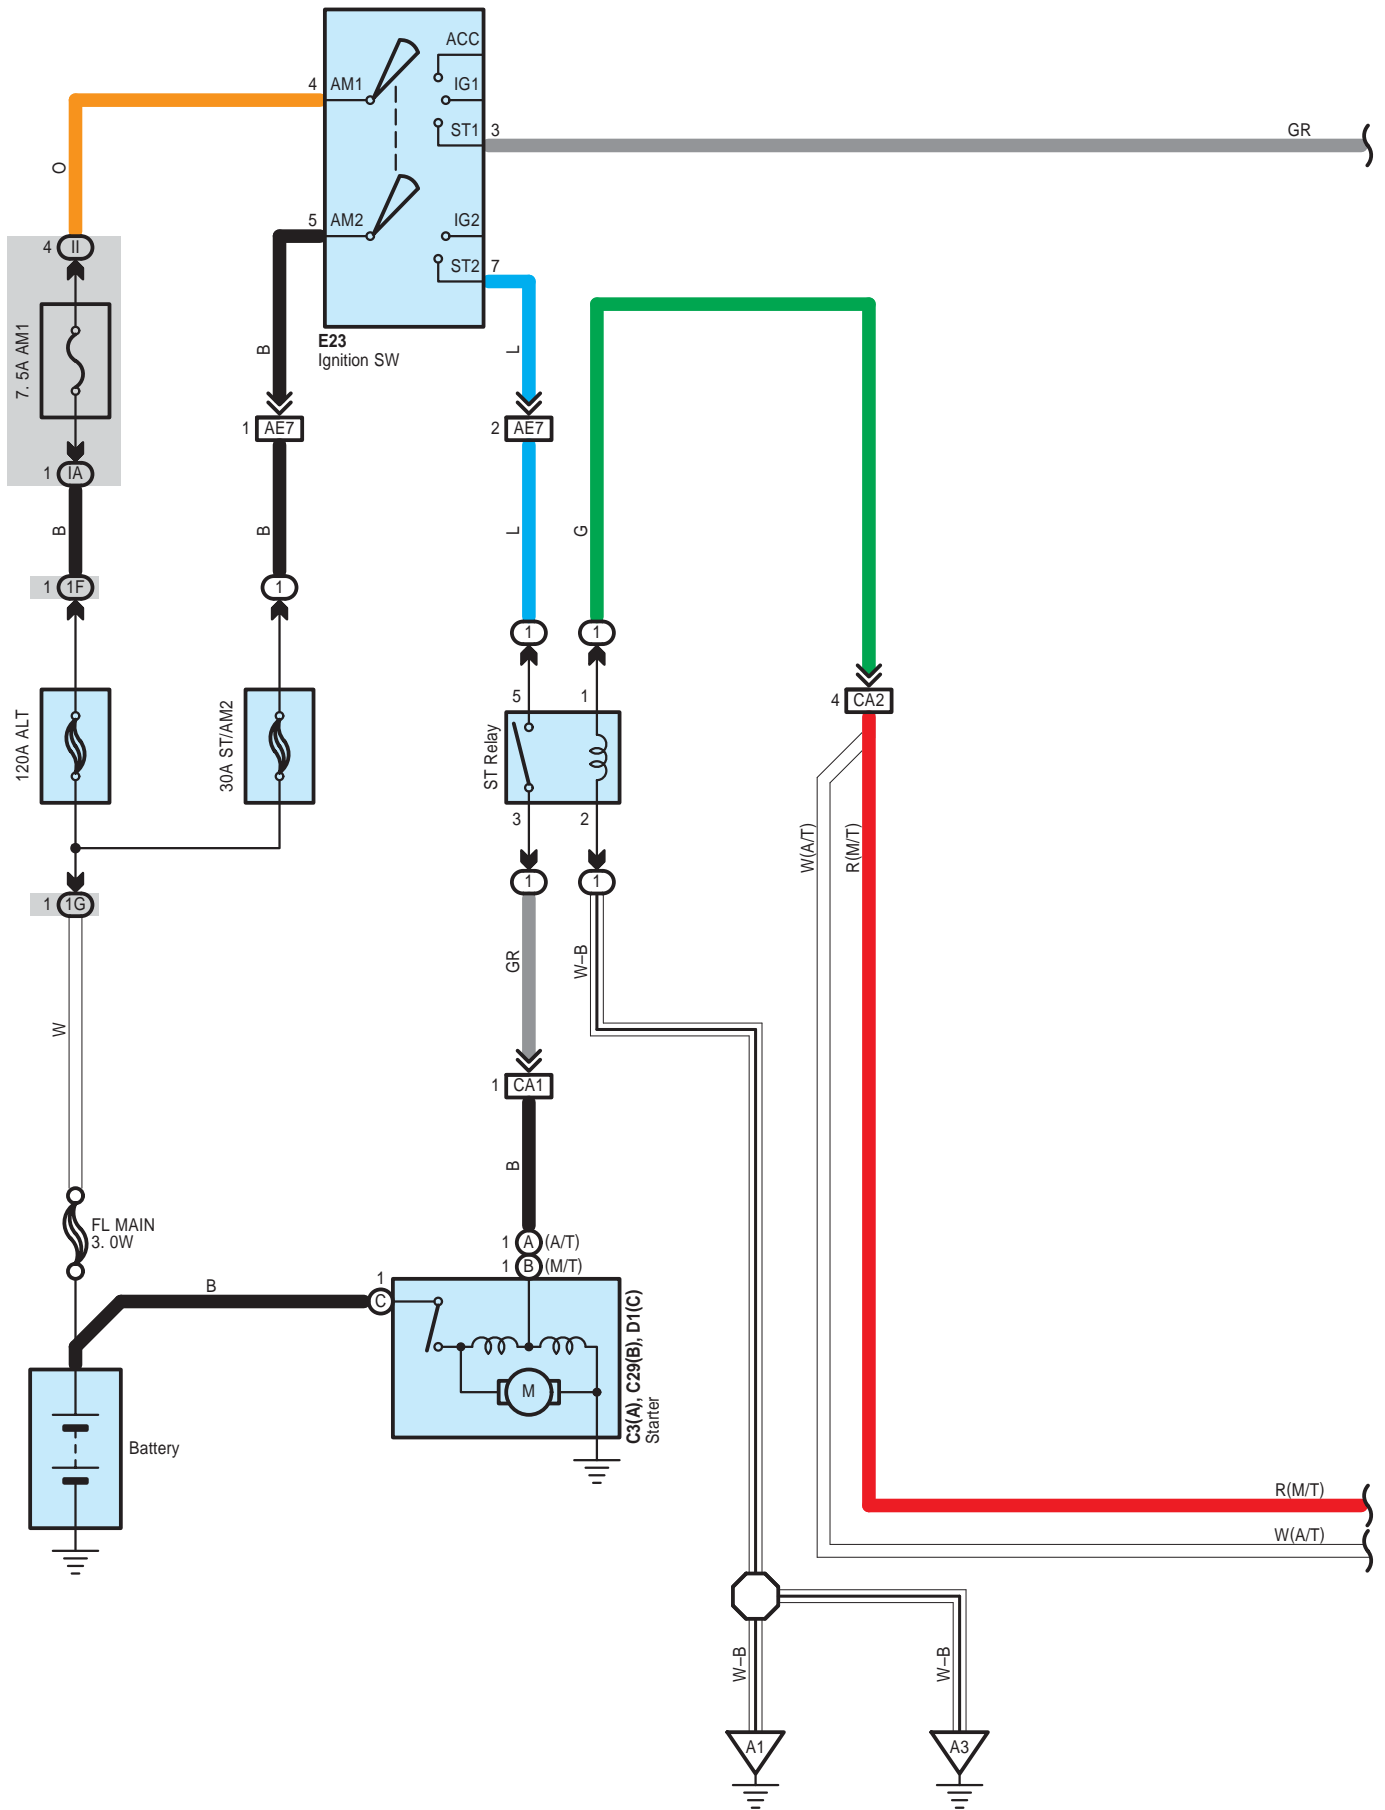 ACC
4 AM1
IG1
ST1 3
GR
O
5 AM2
IG2
ST2 7
4 II
E23
Ignition SW
7. 5A AM1
B
L
1 AE7
2 AE7
1 IA
B
B
L
G
1 1F
1
1
1
5
1
4 CA2
120A ALT
30A ST/AM2
ST Relay
3
2
W(A/T)
R(M/T)
1
1
1 1G
GR
W–B
W
1 CA1
B
FL MAIN
3. 0W
1 A (A/T)
1 B (M/T)
B
1
C
M
C3(A), C29(B), D1(C)
Starter
Battery
R(M/T)
W(A/T)
W–B
W–B
A1
A3